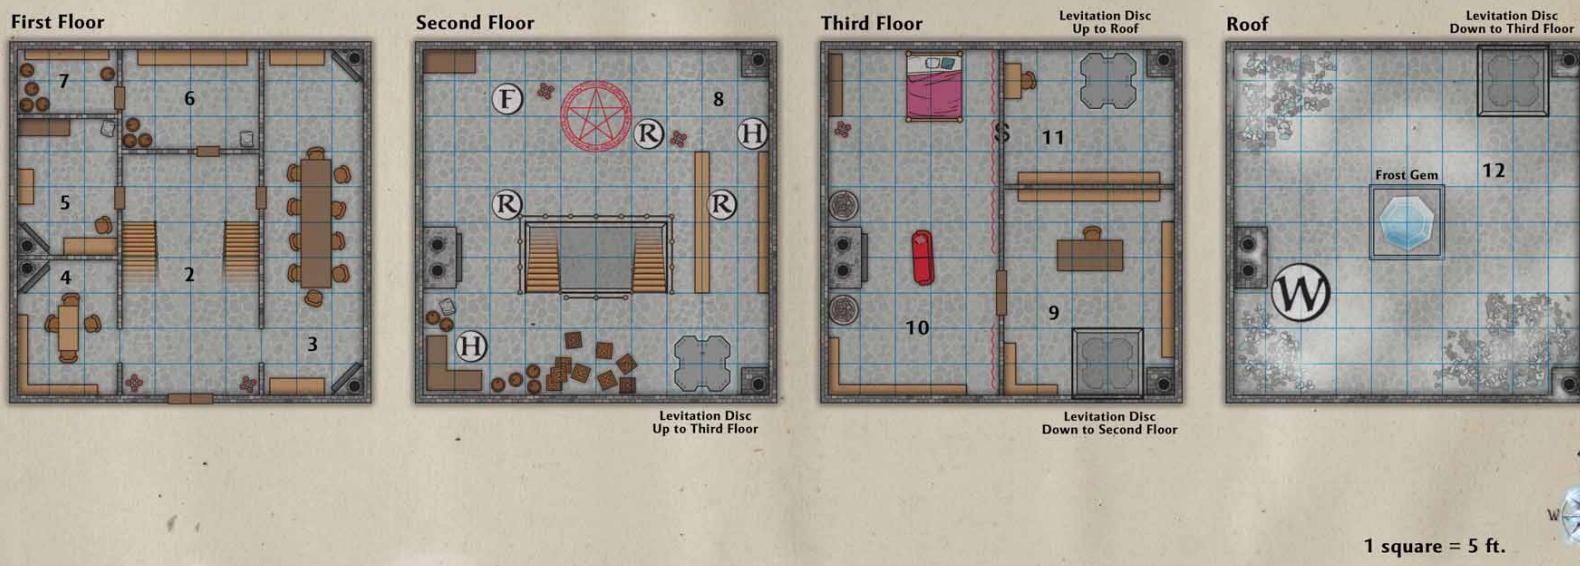 First Floor
Second Floor
Third Floor
Levitation Disc
Up to Roof
Roof
Levitation Disc
Down to Third Floor
7
6
5
4
2
3
F
R
8
H
R
R
H
Levitation Disc
Up to Third Floor
S
11
10
9
Levitation Disc
Down to Second Floor
12
Frost Gem
W
W
1 square = 5 ft.